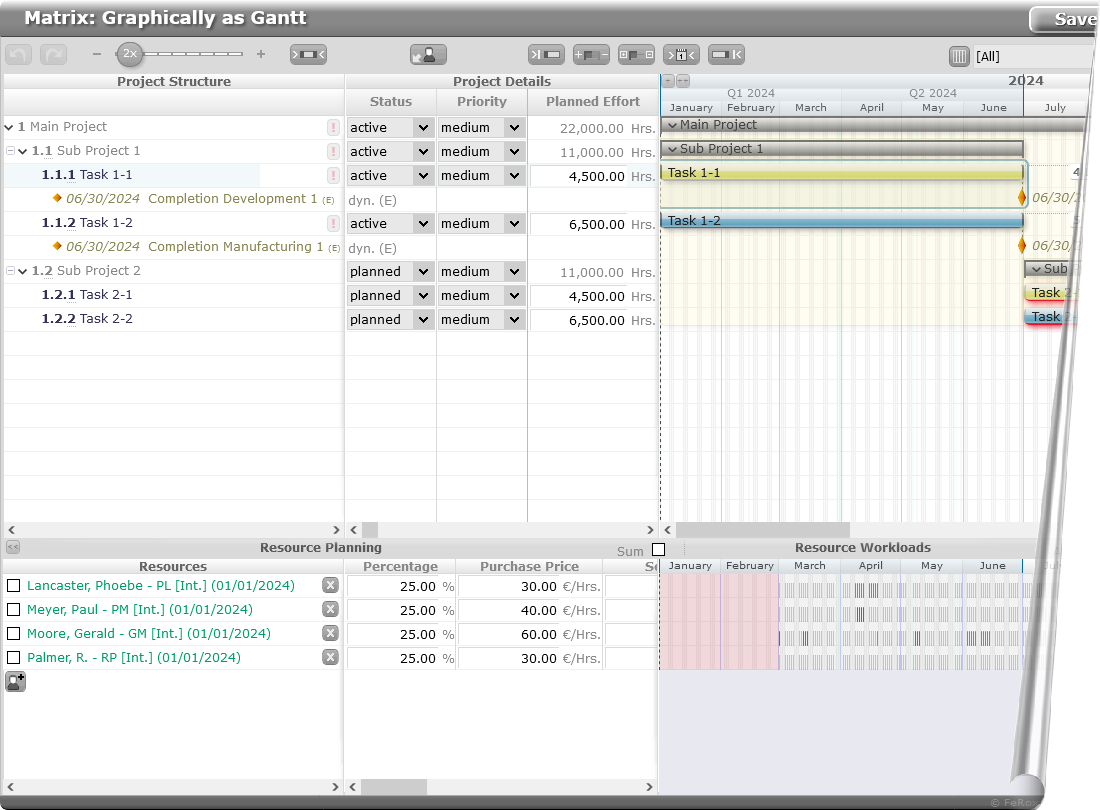 Matrix: Graphically as Gantt Save
2x [All]
Project Structure Project Details 2024
Q1 2024 Q2 2024
Status Priority Planned Effort January February March April May June July
1 Main Project ! active medium 22,000.00 Hrs. Main Project
1.1 Sub Project 1 ! active medium 11,000.00 Hrs. Sub Project 1
1.1.1 Task 1-1 ! active medium 4,500.00 Hrs. Task 1-1 4
06/30/2024 Completion Development 1 (E) dyn. (E) 06/30/
1.1.2 Task 1-2 ! active medium 6,500.00 Hrs. Task 1-2
06/30/2024 Completion Manufacturing 1 (E) dyn. (E) 06/30/
1.2 Sub Project 2 planned medium 11,000.00 Hrs. Sub
1.2.1 Task 2-1 planned medium 4,500.00 Hrs. Task 2-
1.2.2 Task 2-2 planned medium 6,500.00 Hrs. Task 2-
<< Resource Planning Sum Resource Workloads
Resources Percentage Purchase Price January February March April May June
Lancaster, Phoebe - PL [Int.] (01/01/2024) X 25.00 % 30.00 €/Hrs.
Meyer, Paul - PM [Int.] (01/01/2024) X 25.00 % 40.00 €/Hrs.
Moore, Gerald - GM [Int.] (01/01/2024) X 25.00 % 60.00 €/Hrs.
Palmer, R. - RP [Int.] (01/01/2024) X 25.00 % 30.00 €/Hrs.